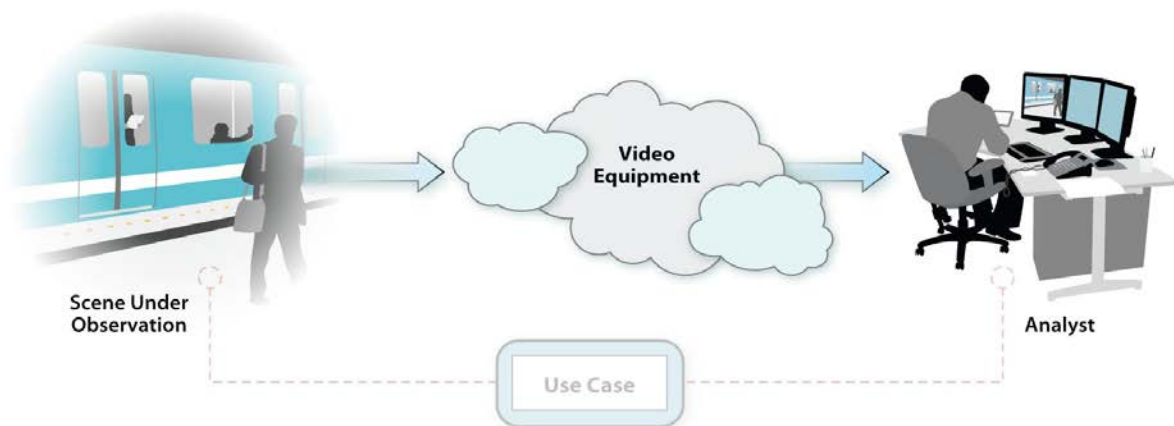 Video
Equipment
Scene Under
Observation
Analyst
Use Case